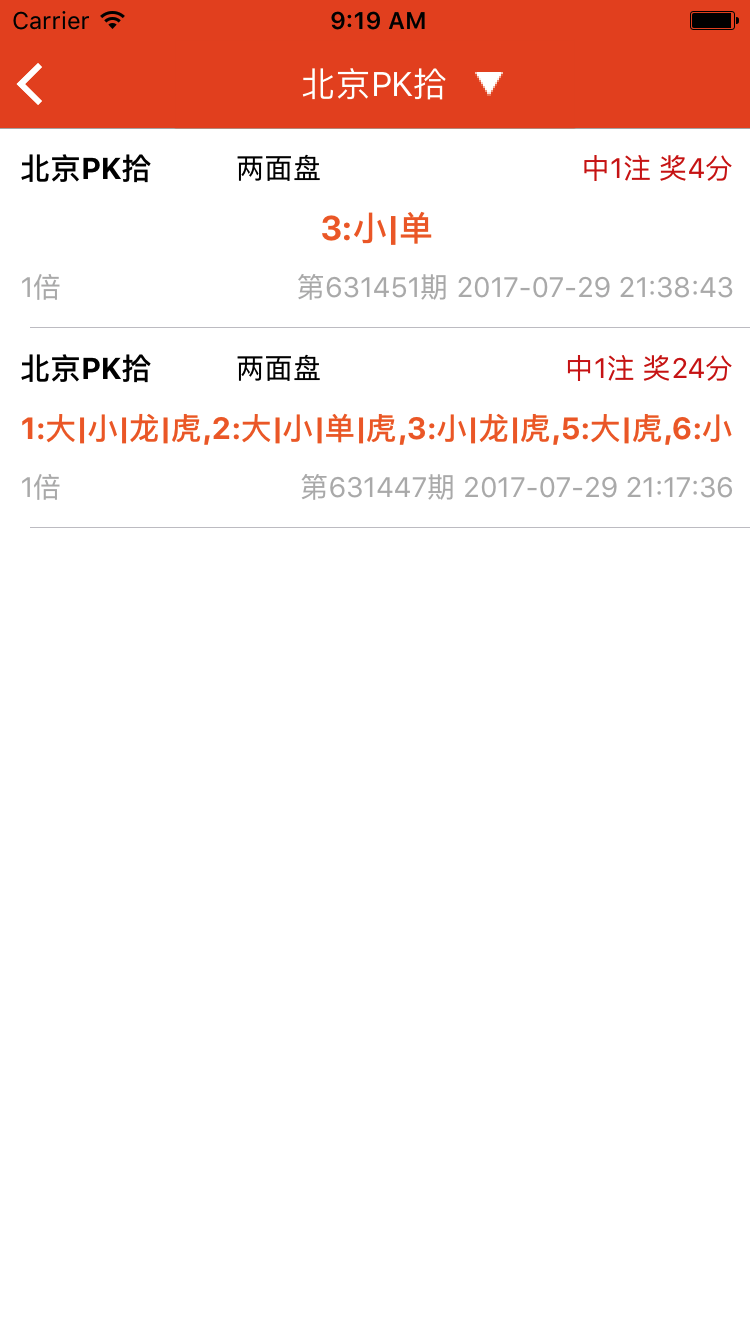 Carrier 9:19 AM
北京PK拾
北京PK拾 两面盘 中1注 奖4分
3:小|单
1倍 第631451期 2017-07-29 21:38:43
北京PK拾 两面盘 中1注 奖24分
1:大|小|龙|虎,2:大|小|单|虎,3:小|龙|虎,5:大|虎,6:小
1倍 第631447期 2017-07-29 21:17:36